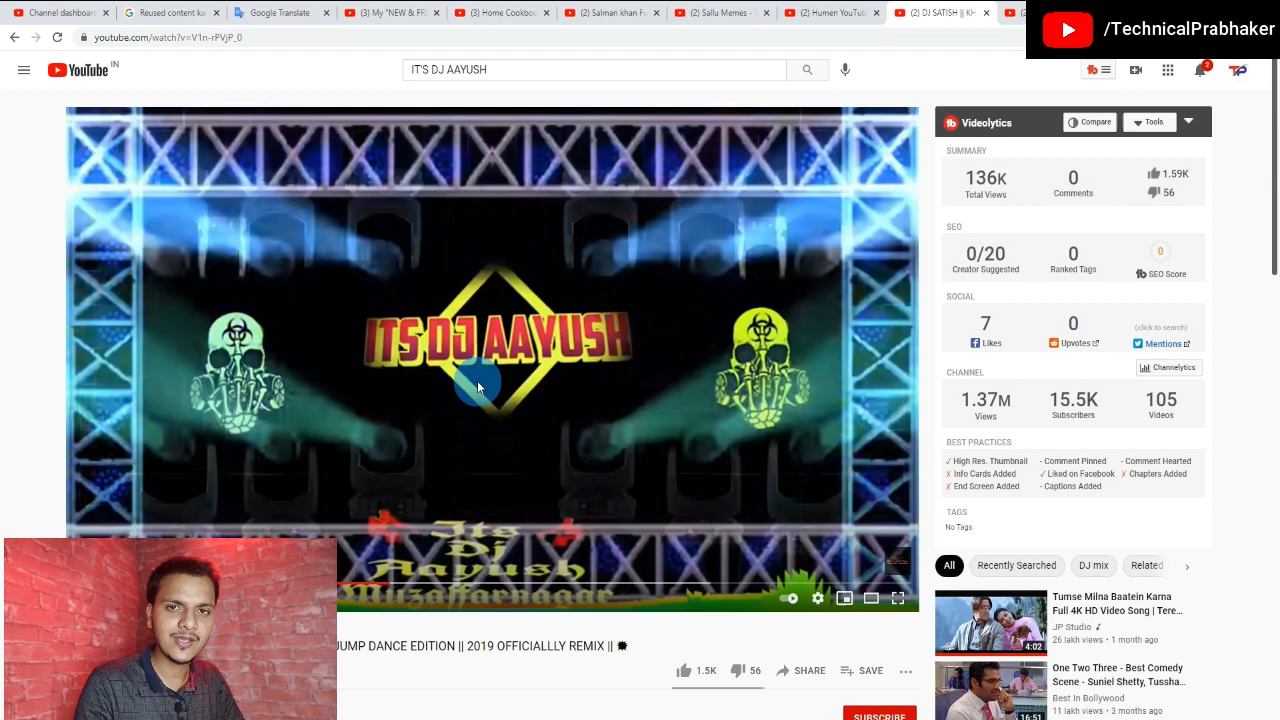 (2) Channel dashboard
Reused content ka
Google Translate
(3) My "NEW & FRE
(3) Home Cookboo
(2) Salman khan Fu
(2) Sallu Memes - Y
(2) Humen YouTub
(2) DJ SATISH || KH
/TechnicalPrabhaker
youtube.com/watch?v=V1n-rPVjP_0
YouTube IN
IT'S DJ AAYUSH
2
TP
Videolytics
Compare
Tools
SUMMARY
136K
Total Views
0
Comments
1.59K
56
SEO
0/20
Creator Suggested
0
Ranked Tags
0
SEO Score
SOCIAL
7
Likes
0
Upvotes
(click to search)
Mentions
CHANNEL
Channelytics
1.37M
Views
15.5K
Subscribers
105
Videos
BEST PRACTICES
✓ High Res. Thumbnail - Comment Pinned - Comment Hearted
✗ Info Cards Added ✓ Liked on Facebook ✗ Chapters Added
✗ End Screen Added - Captions Added
TAGS
No Tags
ITS DJ AAYUSH
Its
Dj
Aayush
Muzaffarnagar
JUMP DANCE EDITION || 2019 OFFICIALLLY REMIX || ✹
1.5K 56 SHARE SAVE
SUBSCRIBE
All Recently Searched DJ mix Related
Tumse Milna Baatein Karna
Full 4K HD Video Song | Tere...
JP Studio
26 lakh views • 1 month ago
4:02
One Two Three - Best Comedy
Scene - Suniel Shetty, Tussha...
Best In Bollywood
11 lakh views • 3 months ago
16:51